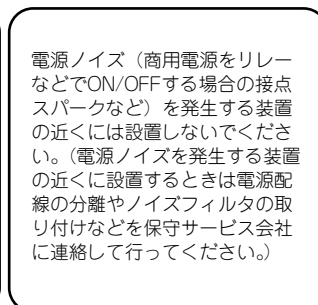 電源ノイズ（商用電源をリレー
などでON/OFFする場合の接点
スパークなど）を発生する装置
の近くには設置しないでくださ
い。（電源ノイズを発生する装置
の近くに設置するときは電源配
線の分離やノイズフィルタの取
り付けなどを保守サービス会社
に連絡して行ってください。）